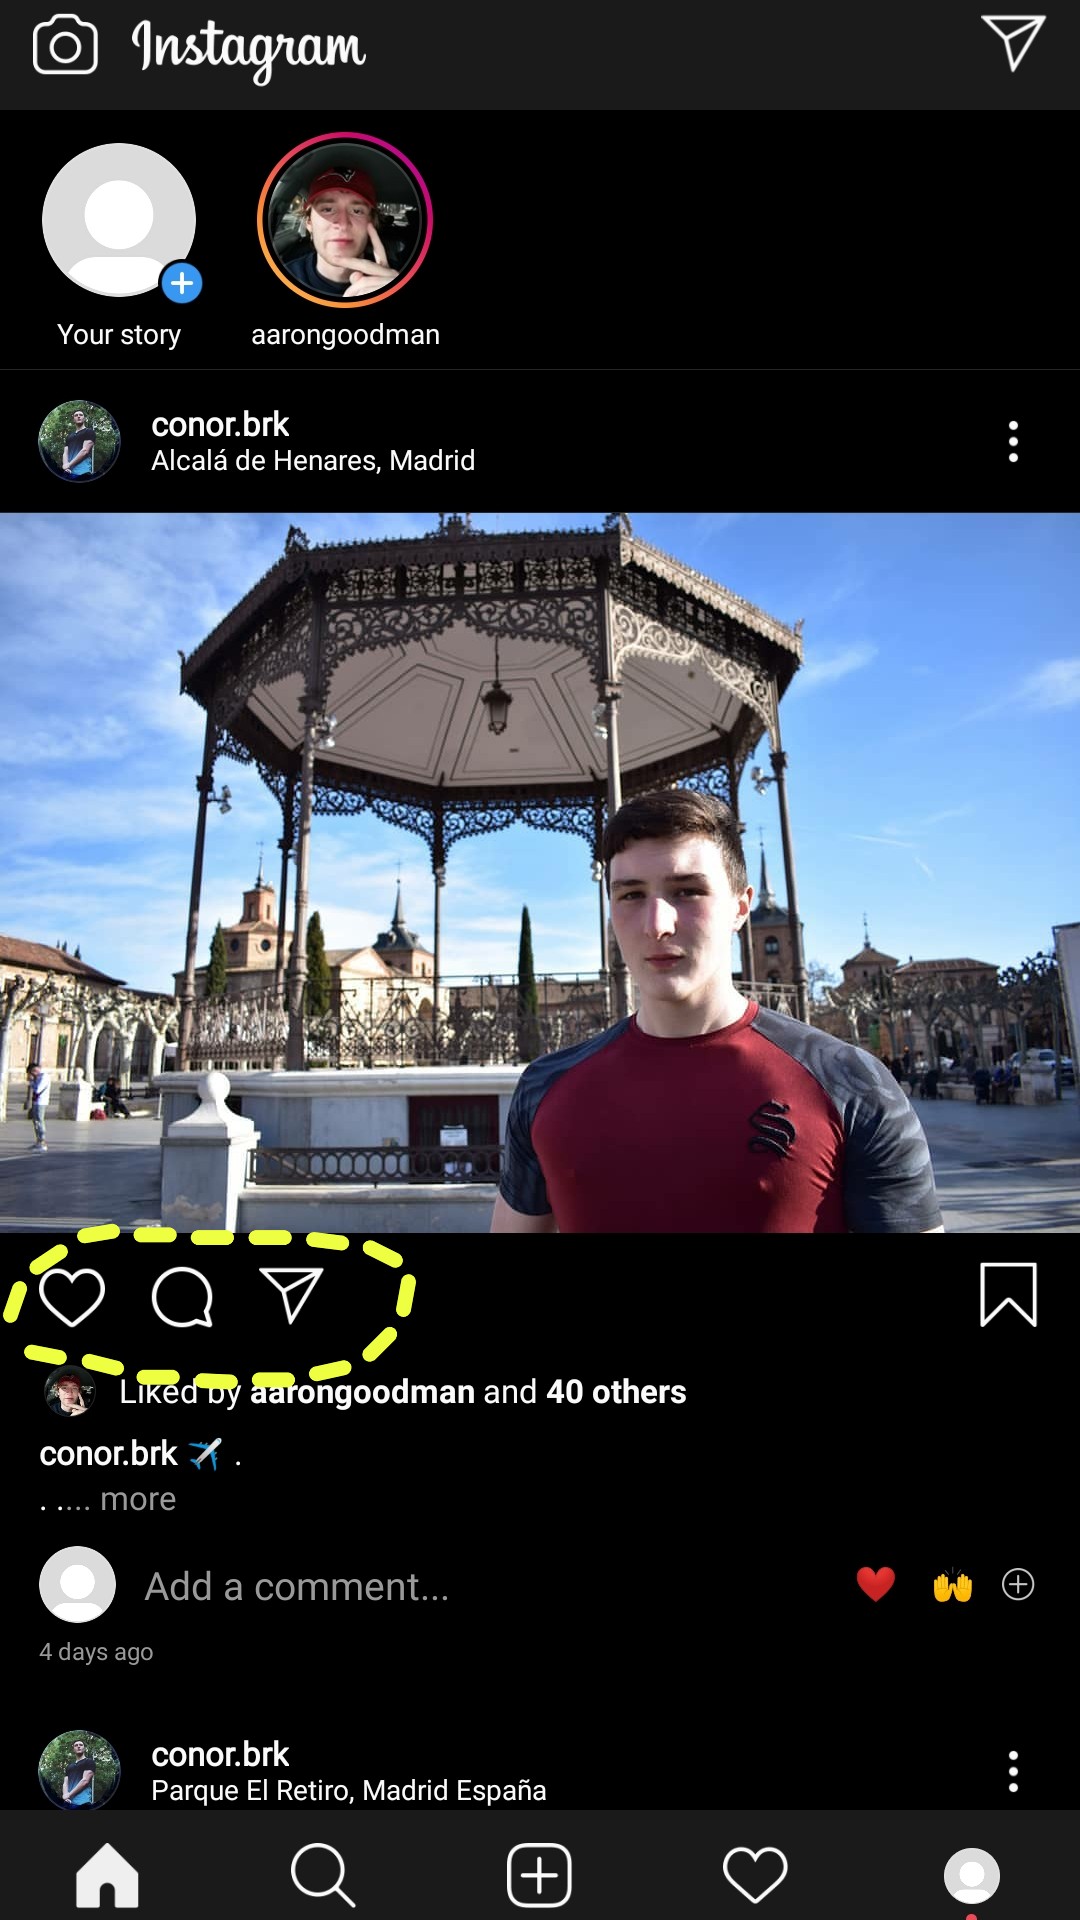 Instagram
Your story
aarongoodman
conor.brk
Alcalá de Henares, Madrid
Liked by aarongoodman and 40 others
conor.brk ✈️ .
. .... more
Add a comment...
4 days ago
conor.brk
Parque El Retiro, Madrid España